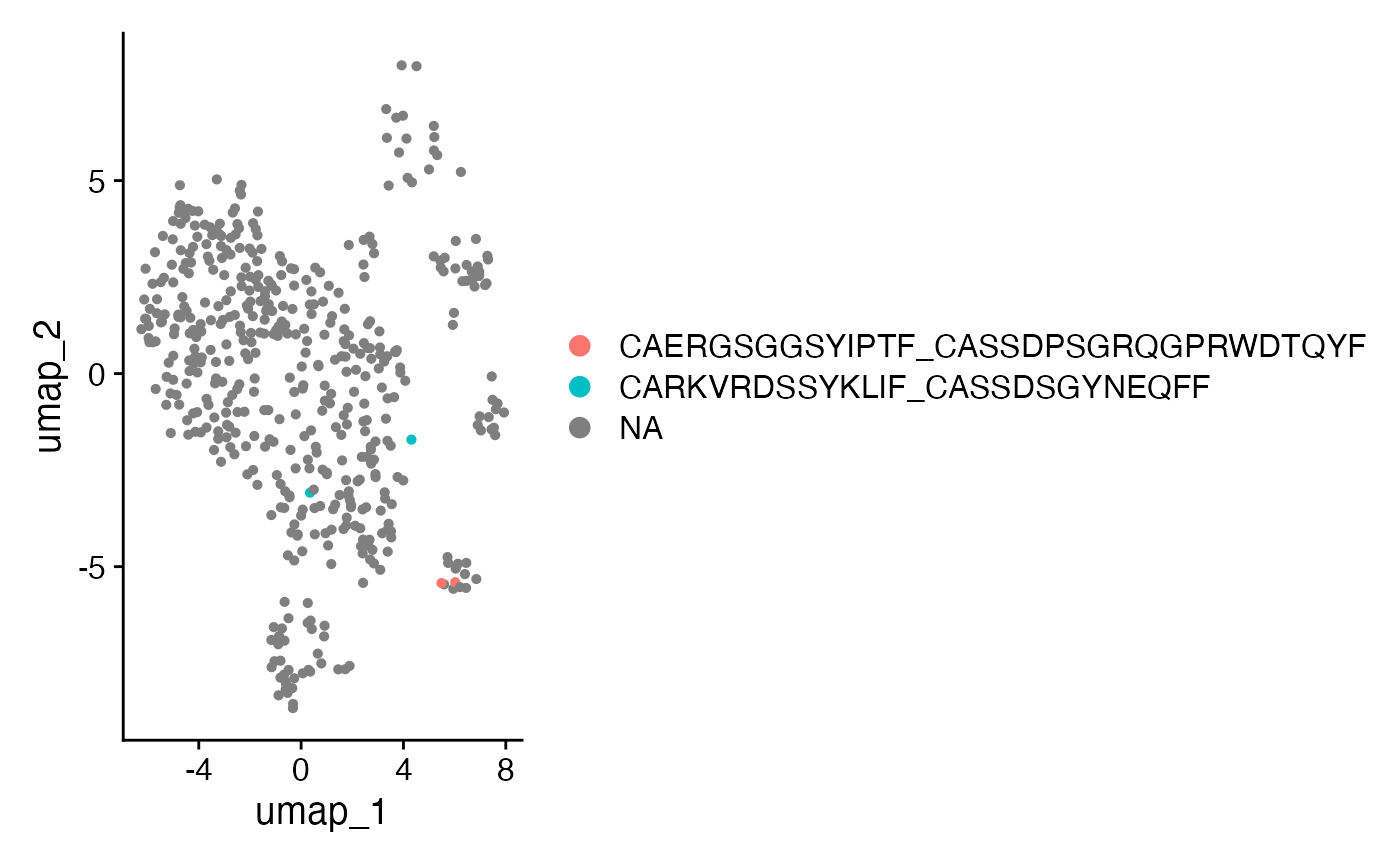 5
0
-5
umap_2
-4 0 4 8
umap_1
CAERGSGGSYIPTF_CASSDPSGRQGPRWDTQYF
CARKVRDSSYKLIF_CASSDSGYNEQFF
NA